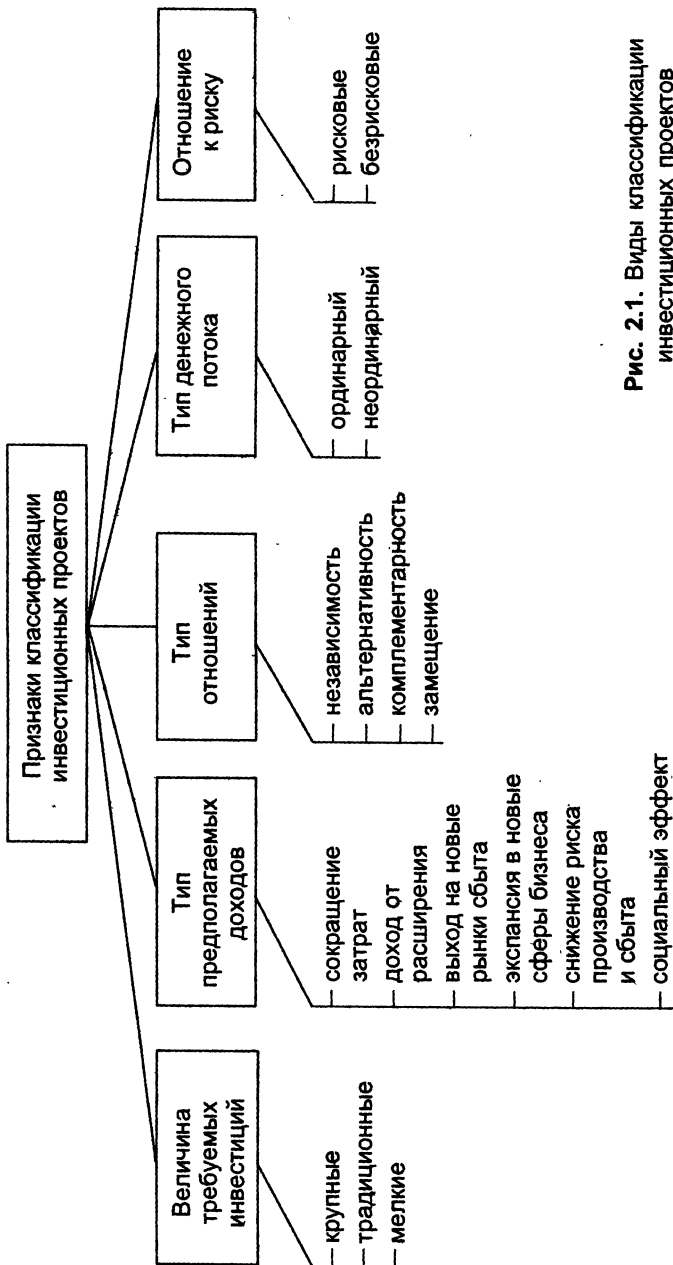 Признаки классификации
инвестиционных проектов
Величина
требуемых
инвестиций
крупные
традиционные
мелкие
Тип
предполагаемых
доходов
сокращение
затрат
доход от
расширения
выход на новые
рынки сбыта
экспансия в новые
сферы бизнеса
снижение риска
производства
и сбыта
социальный эффект
Тип
отношений
независимость
альтернативность
комплементарность
замещение
Тип денежного
потока
ординарный
неординарный
Отношение
к риску
рисковые
безрисковые
Рис. 2.1. Виды классификации
инвестиционных проектов